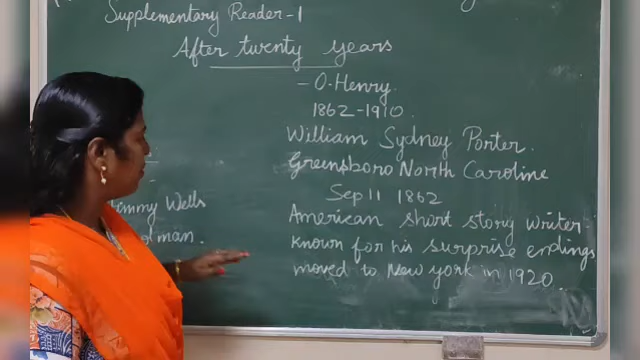 Supplementary Reader-1
After twenty years
- O.Henry.
1862-1910.
William Sydney Porter.
Greensboro North Caroline
Sep 11 1862
American short story writer
known for his surprise endings
moved to New york in 1920.
Jimmy Wells
man.